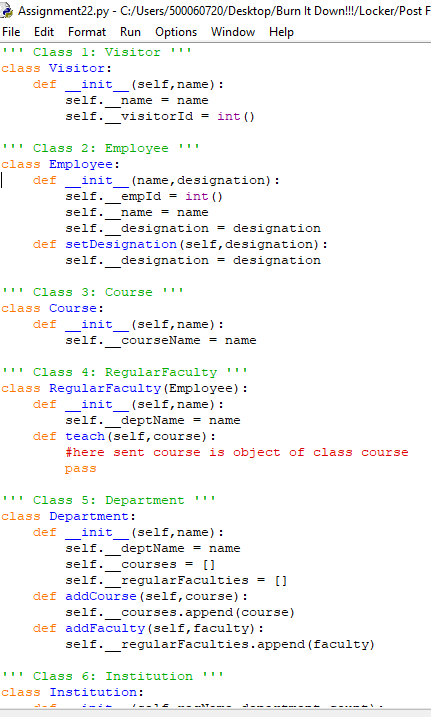 Assignment22.py - C:/Users/500060720/Desktop/Burn It Down!!!/Locker/Post F
File Edit Format Run Options Window Help
''' Class 1: Visitor '''
class Visitor:
    def __init__(self,name):
        self.__name = name
        self.__visitorId = int()

''' Class 2: Employee '''
class Employee:
    def __init__(name,designation):
        self.__empId = int()
        self.__name = name
        self.__designation = designation
    def setDesignation(self,designation):
        self.__designation = designation

''' Class 3: Course '''
class Course:
    def __init__(self,name):
        self.__courseName = name

''' Class 4: RegularFaculty '''
class RegularFaculty(Employee):
    def __init__(self,name):
        self.__deptName = name
    def teach(self,course):
        #here sent course is object of class course
        pass

''' Class 5: Department '''
class Department:
    def __init__(self,name):
        self.__deptName = name
        self.__courses = []
        self.__regularFaculties = []
    def addCourse(self,course):
        self.__courses.append(course)
    def addFaculty(self,faculty):
        self.__regularFaculties.append(faculty)

''' Class 6: Institution '''
class Institution: